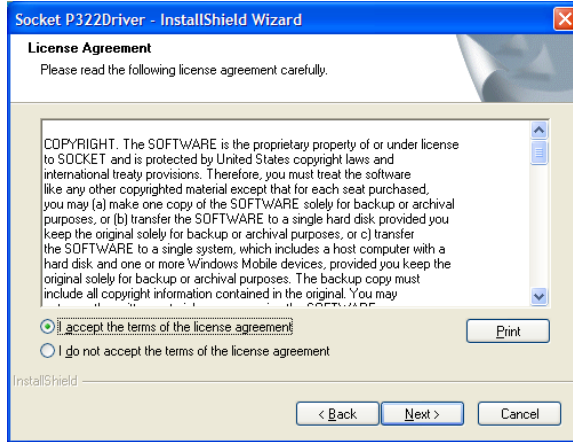 Socket P322Driver - InstallShield Wizard
License Agreement
Please read the following license agreement carefully.
COPYRIGHT. The SOFTWARE is the proprietary property of or under license
to SOCKET and is protected by United States copyright laws and
international treaty provisions. Therefore, you must treat the software
like any other copyrighted material except that for each seat purchased,
you may (a) make one copy of the SOFTWARE solely for backup or archival
purposes, or (b) transfer the SOFTWARE to a single hard disk provided you
keep the original solely for backup or archival purposes, or c) transfer
the SOFTWARE to a single system, which includes a host computer with a
hard disk and one or more Windows Mobile devices, provided you keep the
original solely for backup or archival purposes. The backup copy must
include all copyright information contained in the original. You may
I accept the terms of the license agreement
Print
I do not accept the terms of the license agreement
InstallShield
< Back
Next >
Cancel